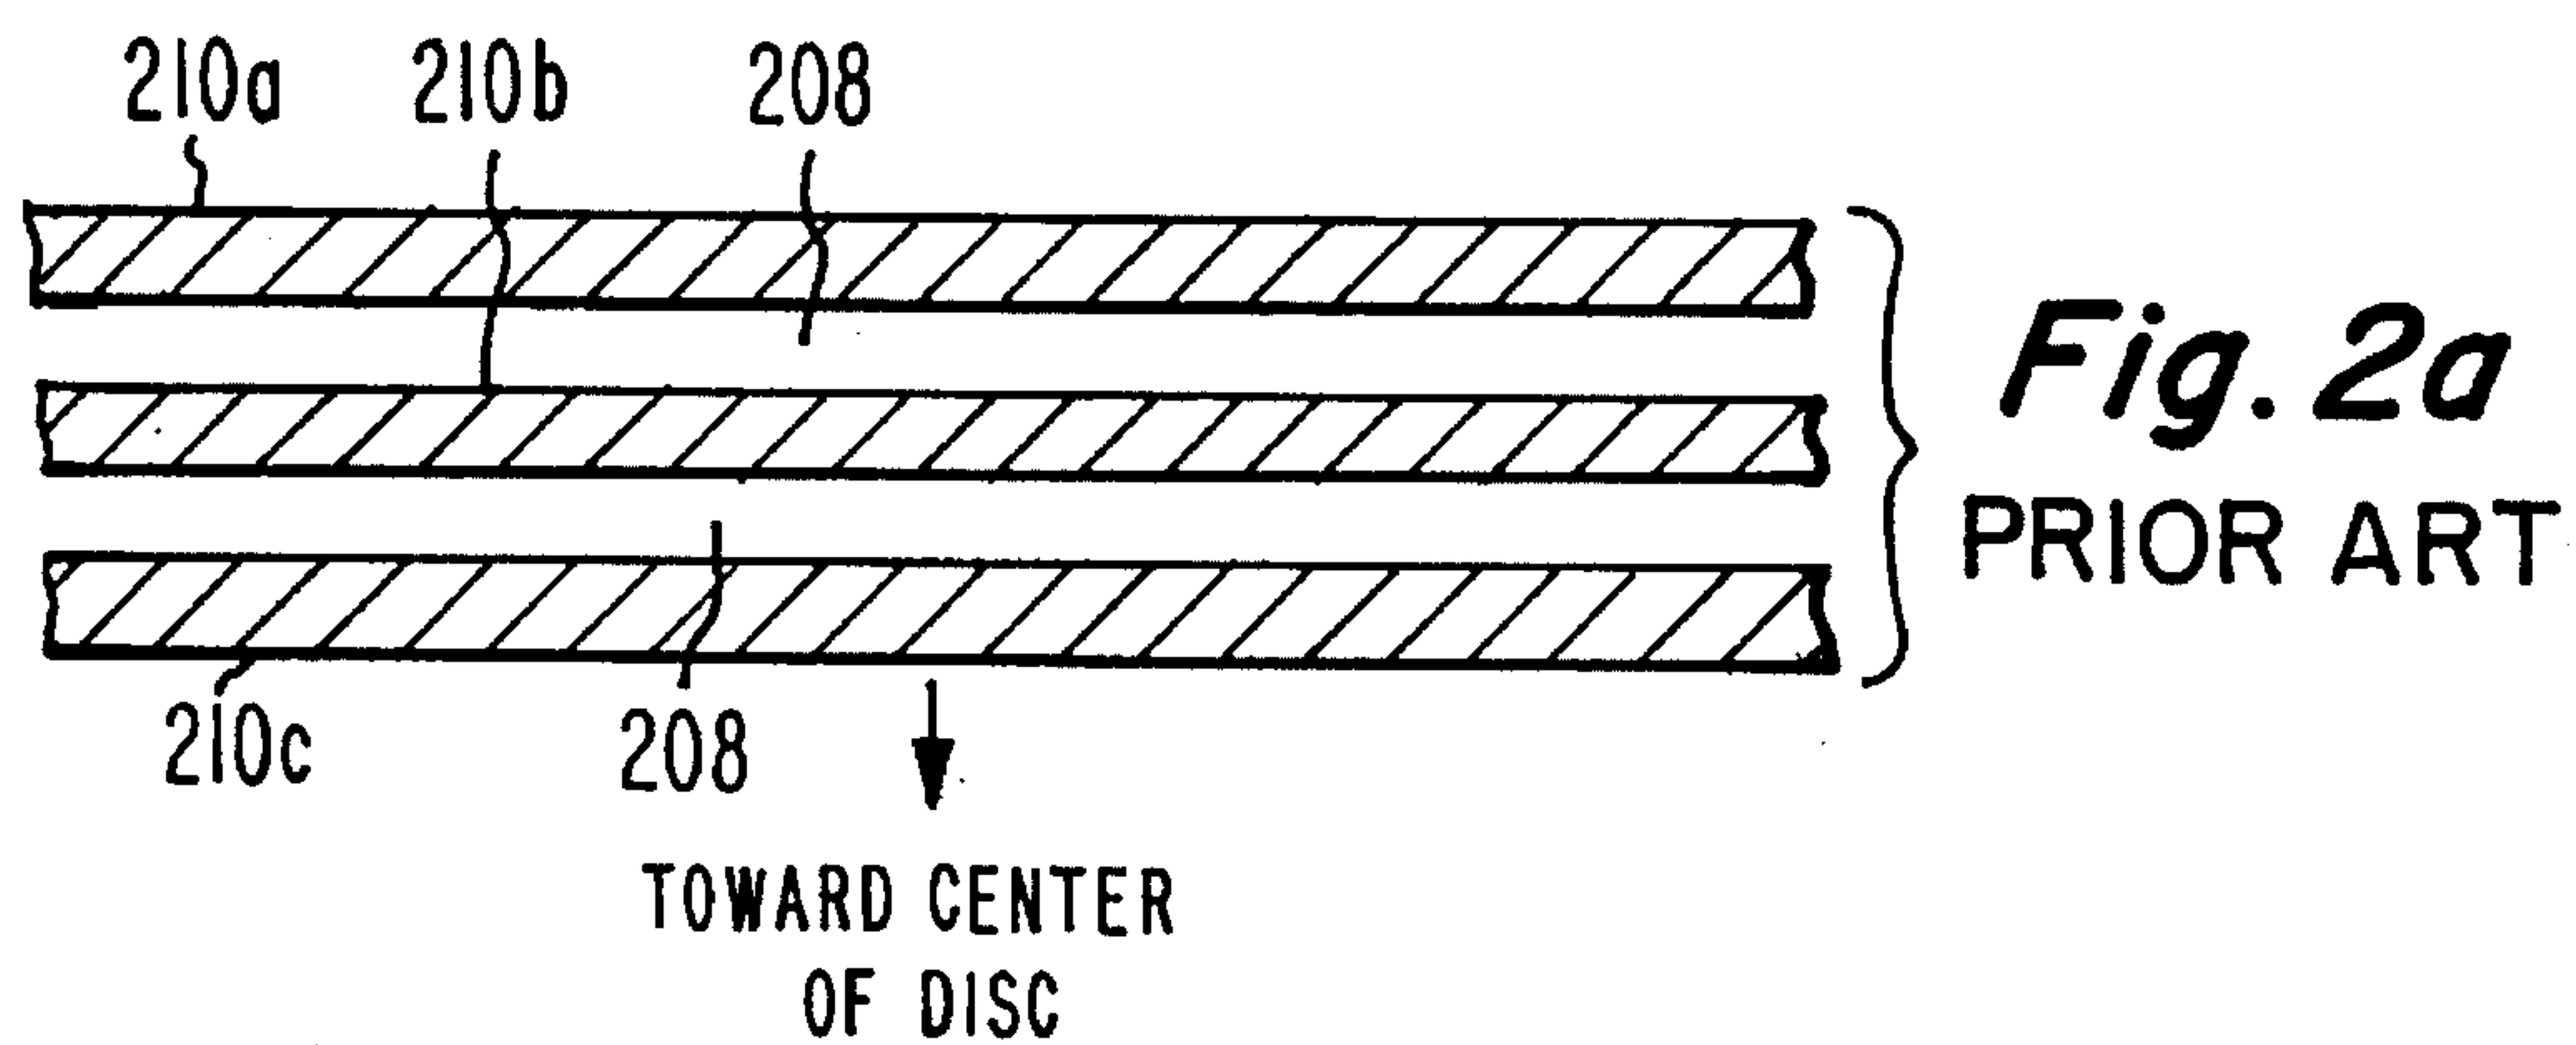 210a 210b 208
Fig. 2a
PRIOR ART
210c 208
TOWARD CENTER
OF DISC